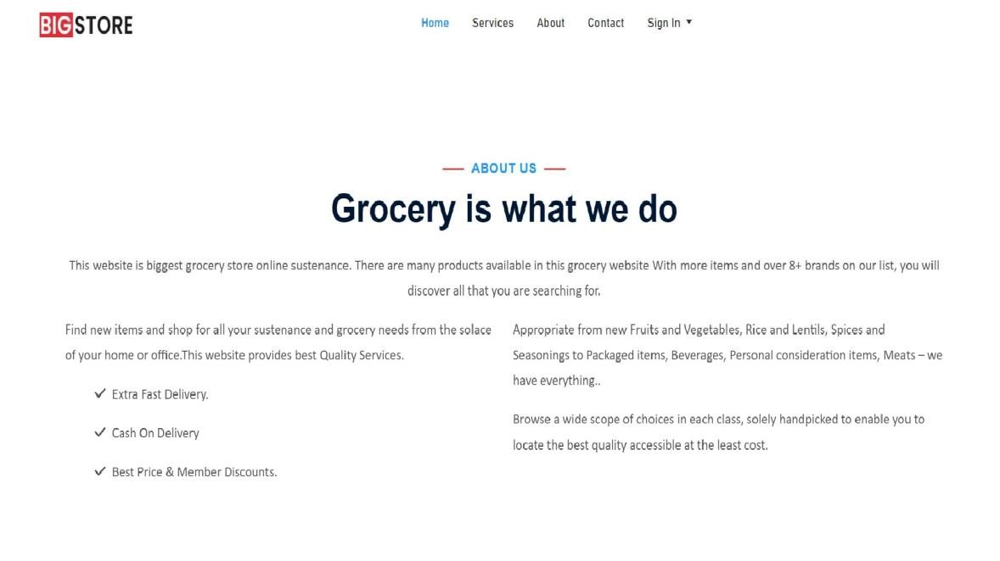 BIGSTORE
Home Services About Contact Sign In
ABOUT US
Grocery is what we do
This website is biggest grocery store online sustenance. There are many products available in this grocery website With more items and over 8+ brands on our list, you will
discover all that you are searching for.
Find new items and shop for all your sustenance and grocery needs from the solace
of your home or office.This website provides best Quality Services.
Extra Fast Delivery.
Cash On Delivery
Best Price & Member Discounts.
Appropriate from new Fruits and Vegetables, Rice and Lentils, Spices and
Seasonings to Packaged items, Beverages, Personal consideration items, Meats – we
have everything..
Browse a wide scope of choices in each class, solely handpicked to enable you to
locate the best quality accessible at the least cost.